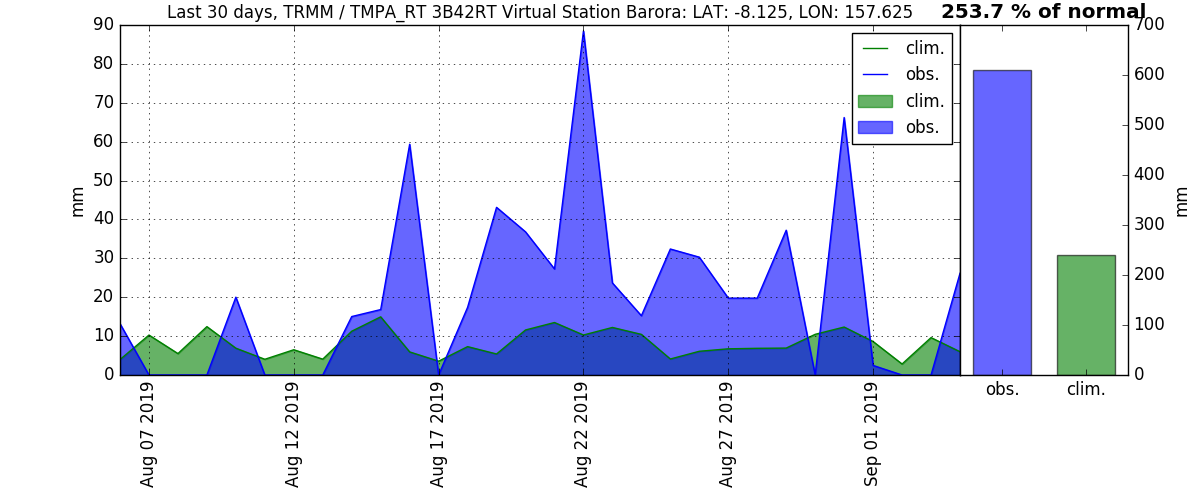 Last 30 days, TRMM / TMPA_RT 3B42RT Virtual Station Barora: LAT: -8.125, LON: 157.625
253.7 % of normal
90
80
70
60
50
40
30
20
10
0
mm
clim.
obs.
clim.
obs.
700
600
500
400
300
200
100
0
mm
obs.
clim.
Aug 07 2019
Aug 12 2019
Aug 17 2019
Aug 22 2019
Aug 27 2019
Sep 01 2019